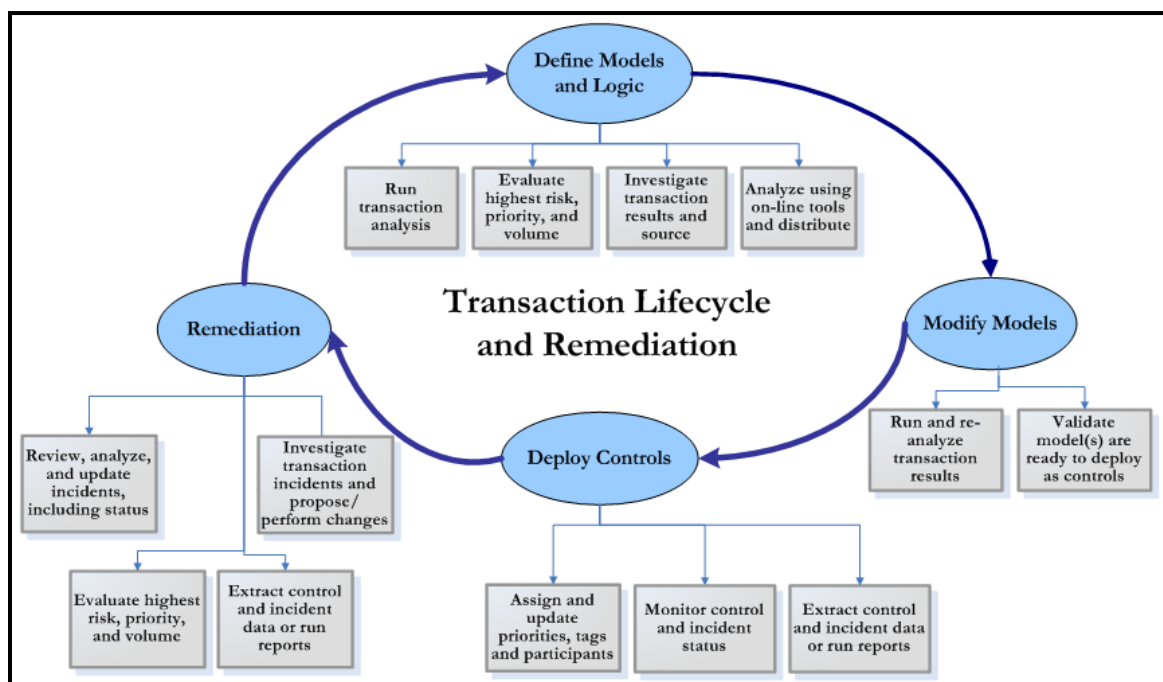 Define Models
and Logic
Run
transaction
analysis
Evaluate
highest risk,
priority, and
volume
Investigate
transaction
results and
source
Analyze using
on-line tools
and distribute
Transaction Lifecycle
and Remediation
Remediation
Modify Models
Run and re-
analyze
transaction
results
Validate
model(s) are
ready to deploy
as controls
Deploy Controls
Review, analyze,
and update
incidents,
including status
Investigate
transaction
incidents and
propose/
perform changes
Evaluate highest
risk, priority,
and volume
Extract control
and incident
data or run
reports
Assign and
update
priorities, tags
and participants
Monitor control
and incident
status
Extract control
and incident data
or run reports